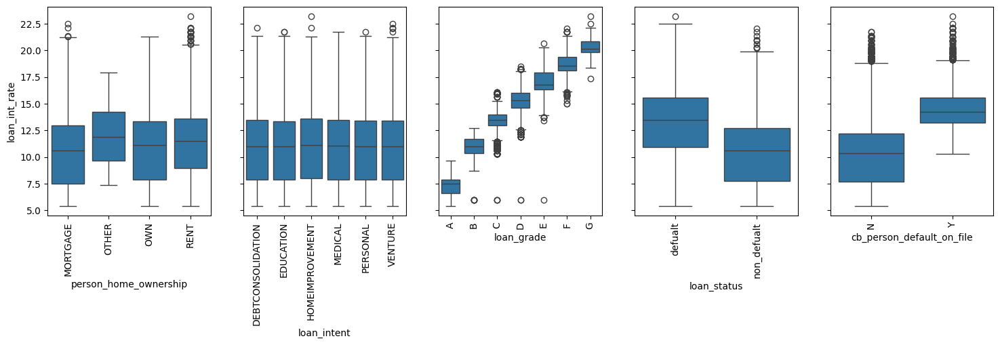 loan_int_rate
22.5
20.0
17.5
15.0
12.5
10.0
7.5
5.0
MORTGAGE
OTHER
OWN
RENT
person_home_ownership
DEBTCONSOLIDATION
EDUCATION
HOMEIMPROVEMENT
MEDICAL
PERSONAL
VENTURE
loan_intent
A
B
C
D
E
F
G
loan_grade
defualt
non_defualt
loan_status
N
Y
cb_person_default_on_file